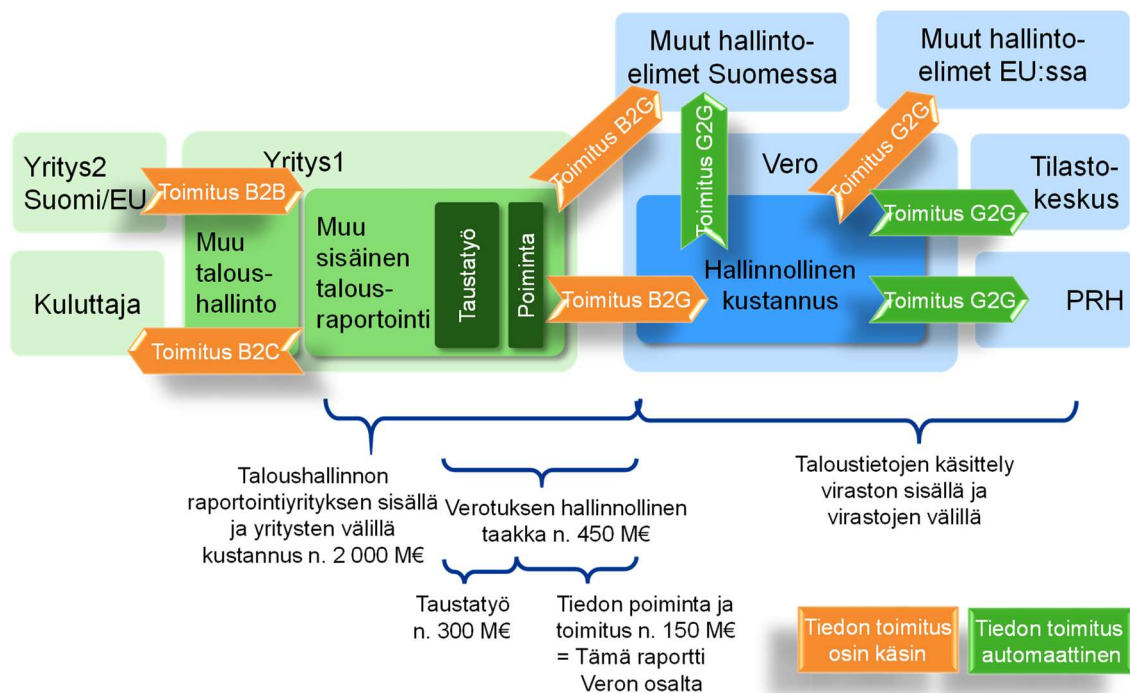 Muut hallinto-
elimet Suomessa
Muut hallinto-
elimet EU:ssa
Toimitus B2G
Toimitus G2G
Toimitus G2G
Yritys2
Suomi/EU
Toimitus B2B
Yritys1
Vero
Tilasto-
keskus
Toimitus G2G
Muu
talous-
hallinto
Muu
sisäinen
talous-
raportointi
Taustatyö
Poiminta
Toimitus B2G
Hallinnollinen
kustannus
Toimitus G2G
PRH
Kuluttaja
Toimitus B2C
Taloushallinnon
raportointiyrityksen sisällä
ja yritysten välillä
kustannus n. 2 000 M€
Verotuksen hallinnollinen
taakka n. 450 M€
Taloustietojen käsittely
viraston sisällä ja
virastojen välillä
Taustatyö
n. 300 M€
Tiedon poiminta ja
toimitus n. 150 M€
= Tämä raportti
Veron osalta
Tiedon toimitus
osin käsin
Tiedon toimitus
automaattinen